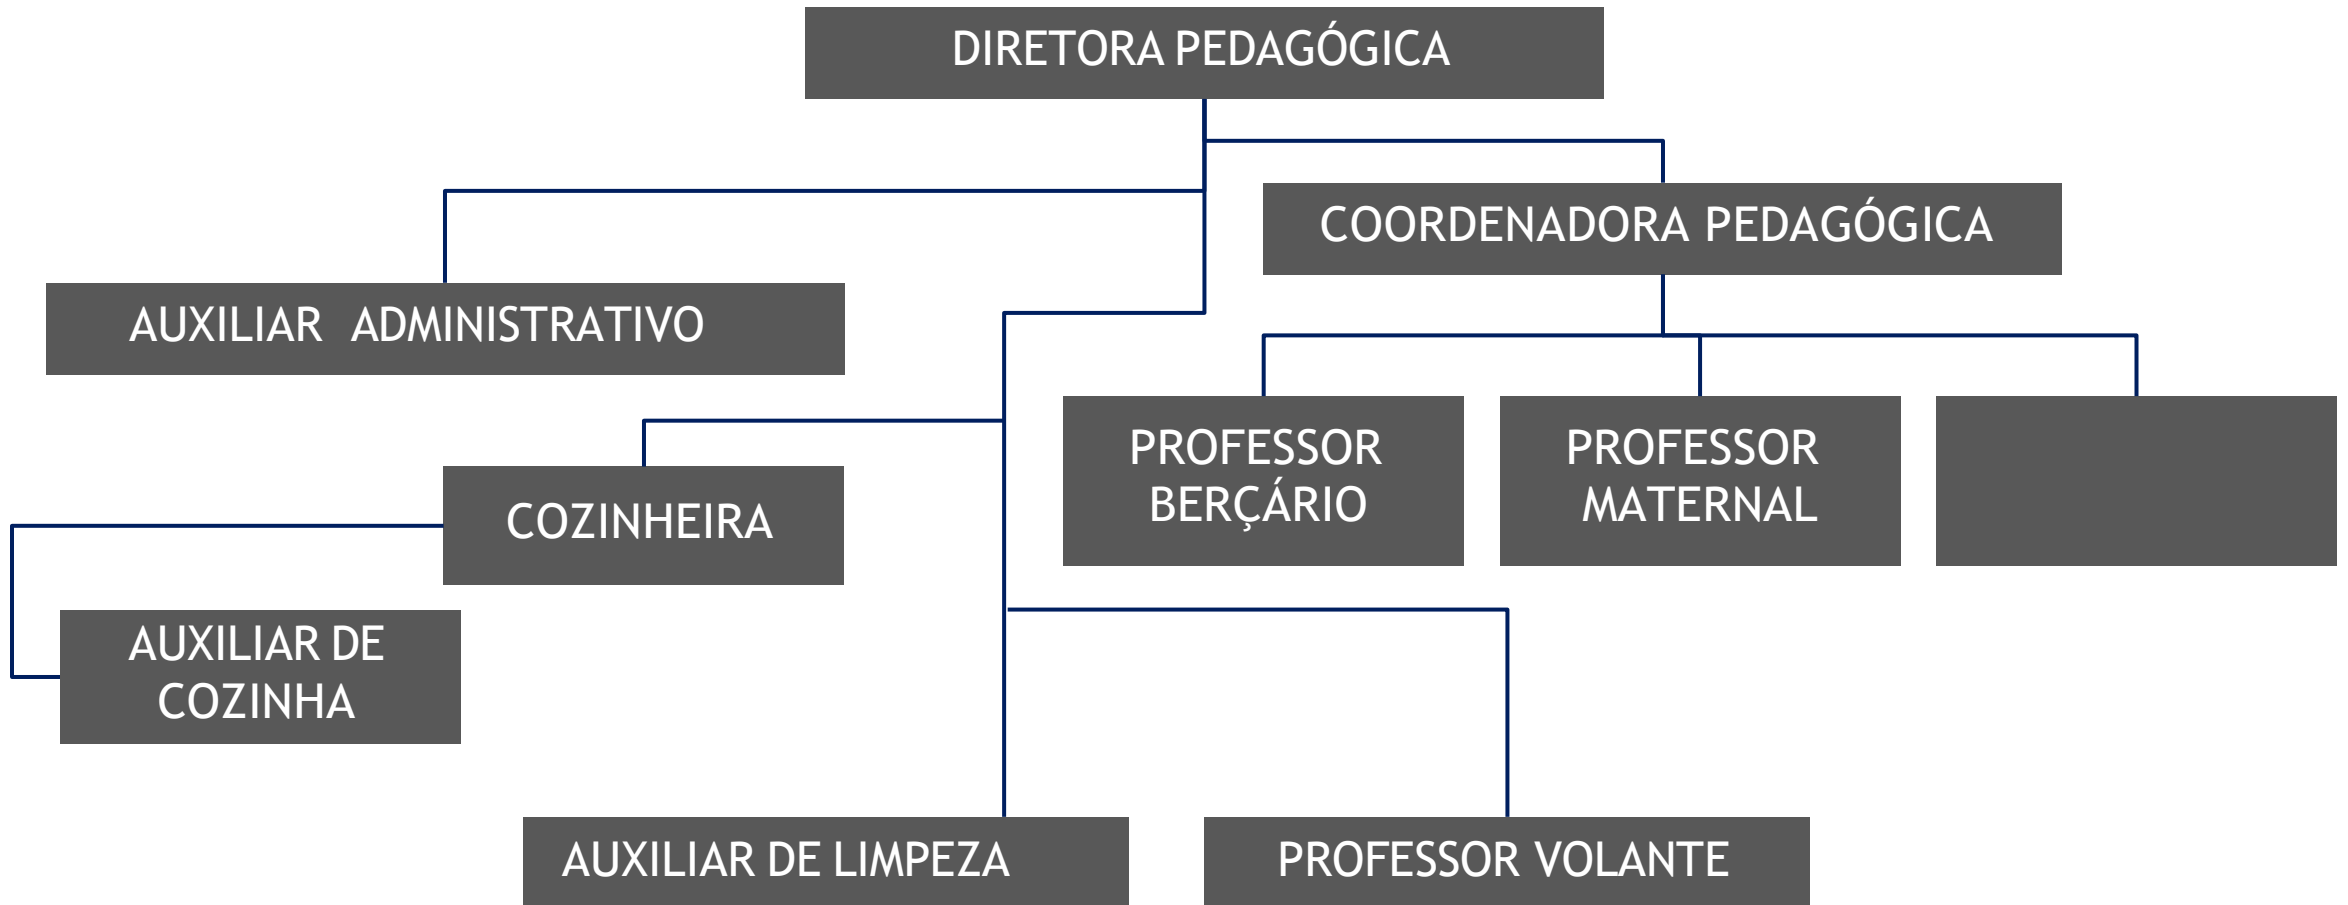 DIRETORA PEDAGÓGICA
COORDENADORA PEDAGÓGICA
AUXILIAR ADMINISTRATIVO
PROFESSOR
BERÇÁRIO
PROFESSOR
MATERNAL
COZINHEIRA
AUXILIAR DE
COZINHA
AUXILIAR DE LIMPEZA
PROFESSOR VOLANTE